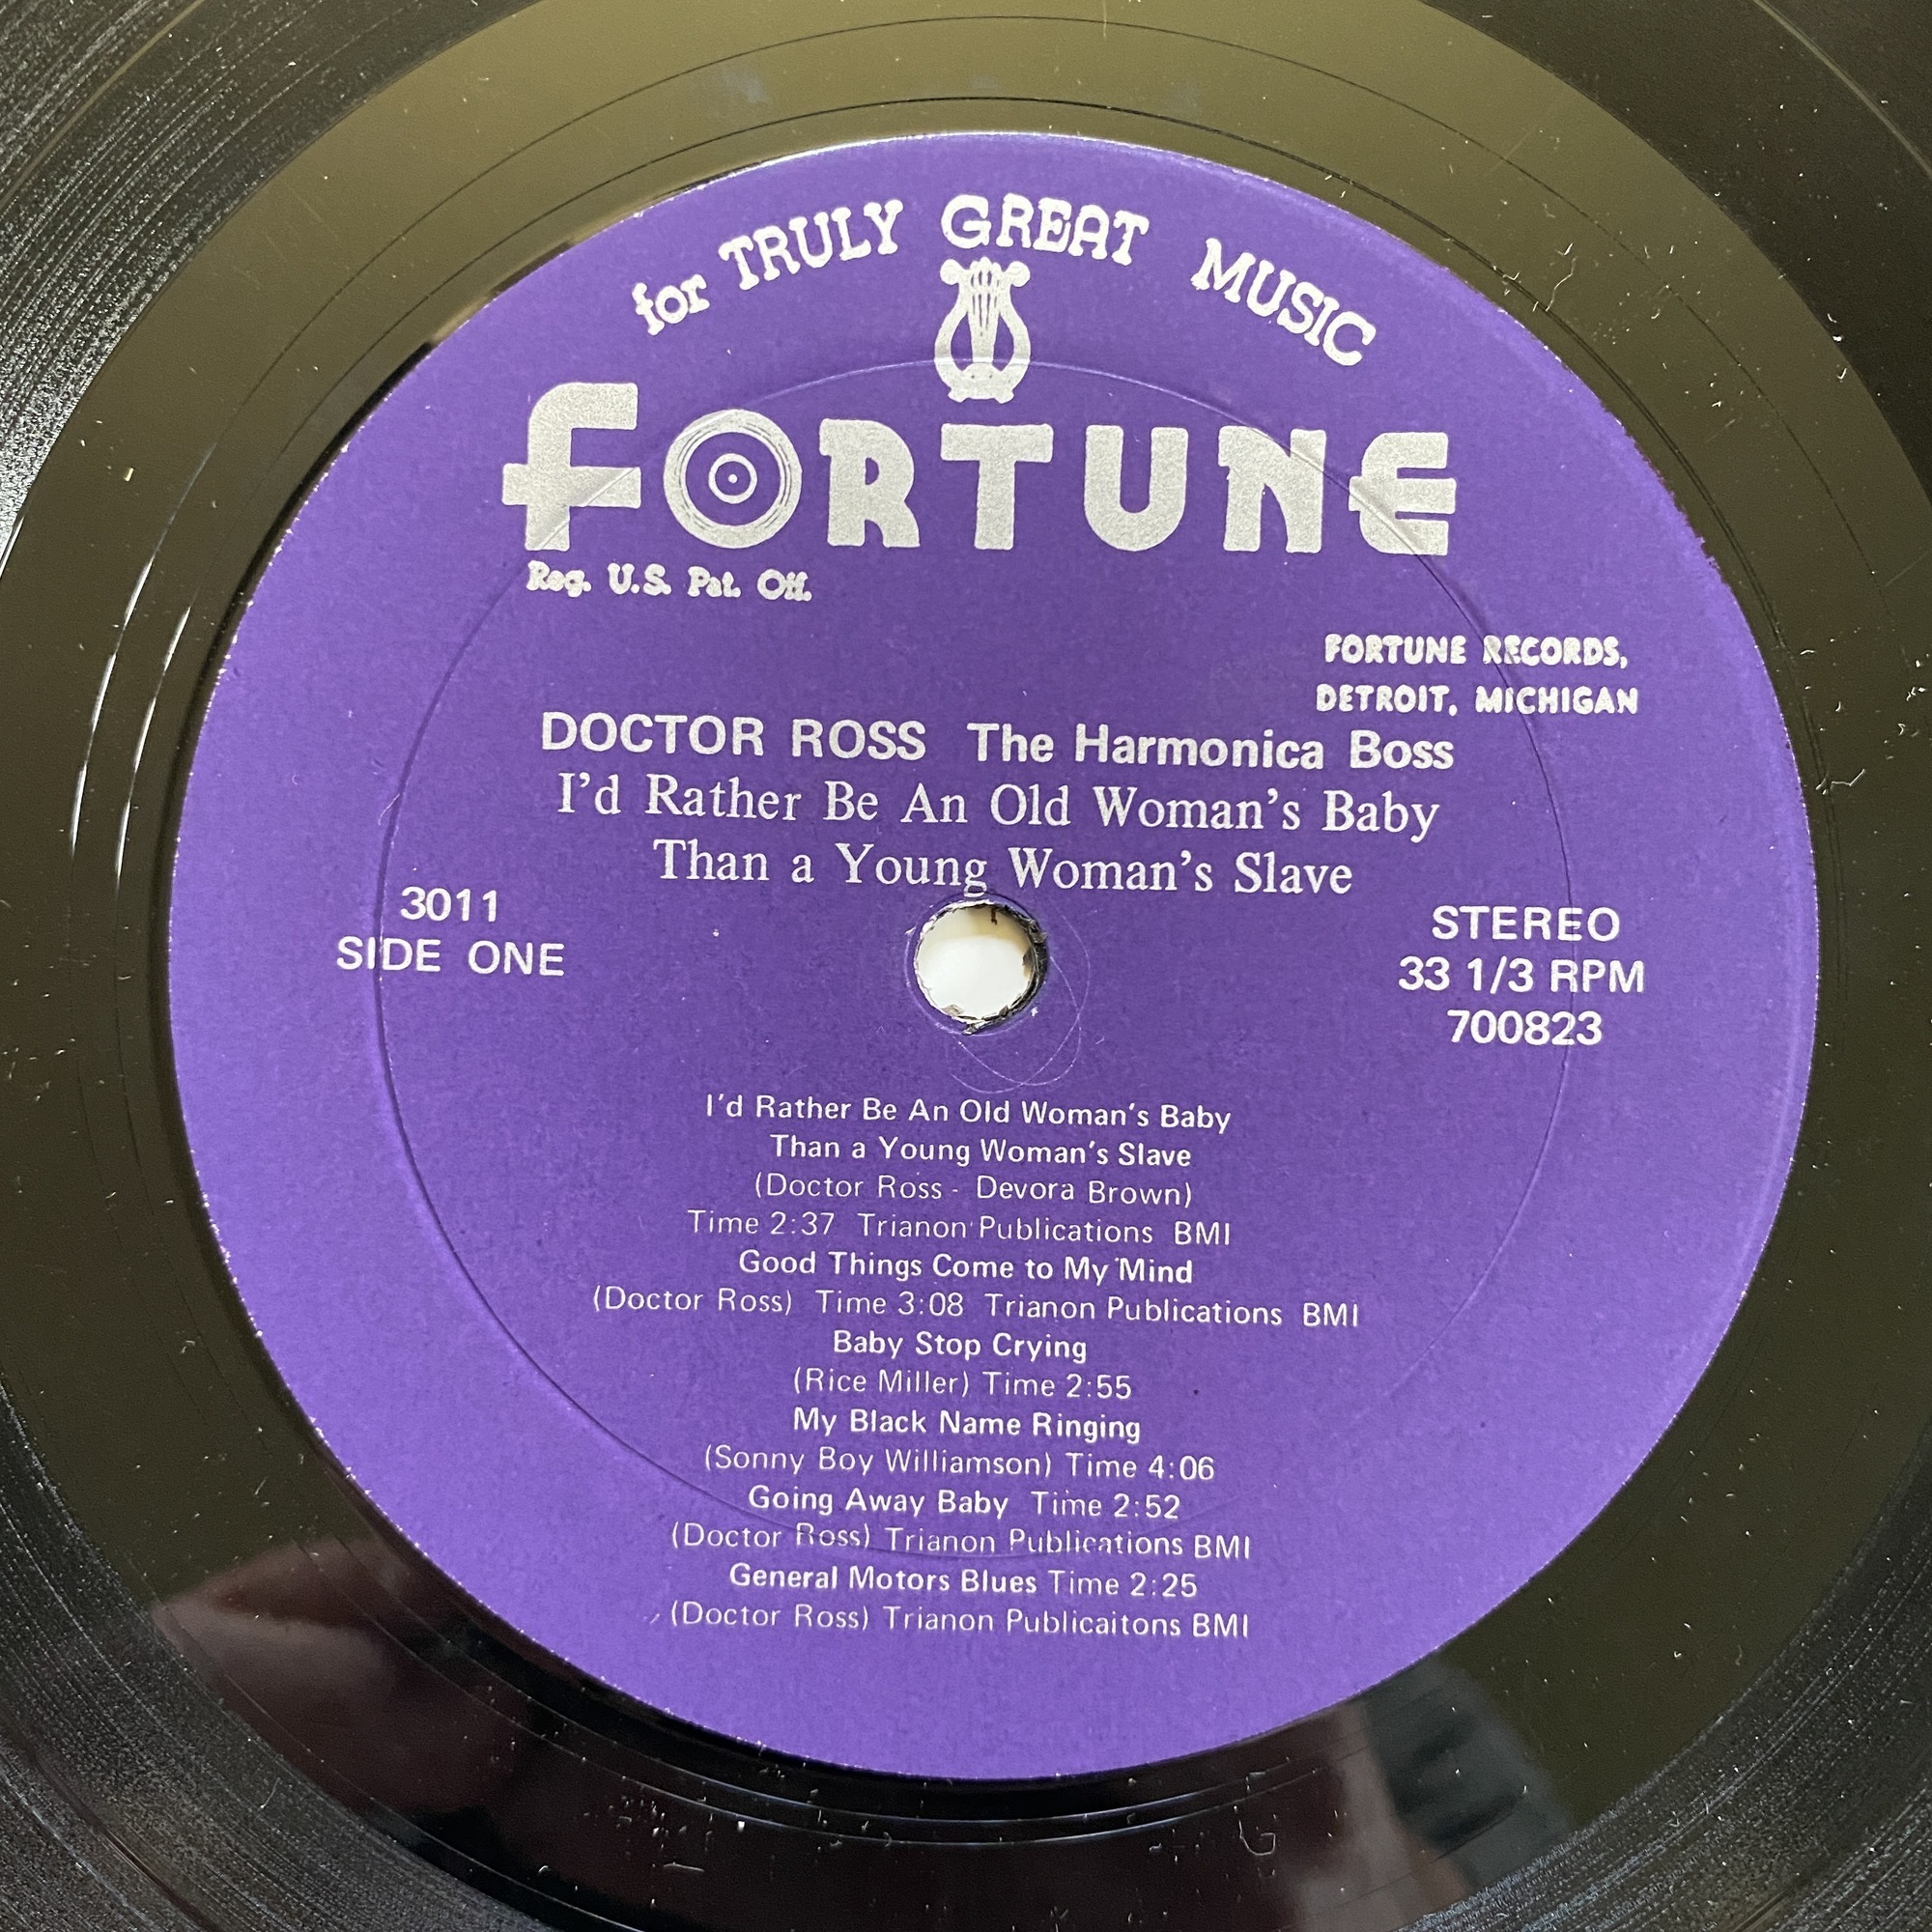 for TRULY GREAT MUSIC
FORTUNE
Reg. U.S. Pat. Off.
FORTUNE RECORDS,
DETROIT, MICHIGAN
DOCTOR ROSS The Harmonica Boss
I'd Rather Be An Old Woman's Baby
Than a Young Woman's Slave
3011
SIDE ONE
STEREO
33 1/3 RPM
700823
I'd Rather Be An Old Woman's Baby
Than a Young Woman's Slave
(Doctor Ross - Devora Brown)
Time 2:37 Trianon Publications BMI
Good Things Come to My Mind
(Doctor Ross) Time 3:08 Trianon Publications BMI
Baby Stop Crying
(Rice Miller) Time 2:55
My Black Name Ringing
(Sonny Boy Williamson) Time 4:06
Going Away Baby Time 2:52
(Doctor Ross) Trianon Publications BMI
General Motors Blues Time 2:25
(Doctor Ross) Trianon Publicaitons BMI